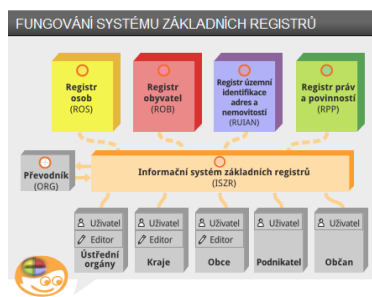 FUNGOVÁNÍ SYSTÉMU ZÁKLADNÍCH REGISTRŮ
Registr
osob
(ROS)
Registr
obyvatel
(ROB)
Registr územní
identifikace
adres a
nemovitostí
(RUIAN)
Registr práv
a povinností
(RPP)
Převodník
(ORG)
Informační systém základních registrů
(ISZR)
Uživatel
Editor
Ústřední
orgány
Uživatel
Editor
Kraje
Uživatel
Editor
Obce
Uživatel
Podnikatel
Uživatel
Občan